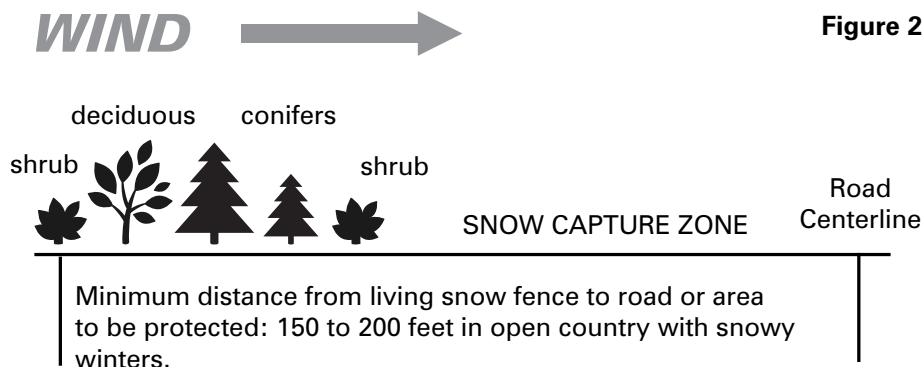 WIND
Figure 2
deciduous
conifers
shrub
shrub
Road
Centerline
SNOW CAPTURE ZONE
Minimum distance from living snow fence to road or area
to be protected: 150 to 200 feet in open country with snowy
winters.